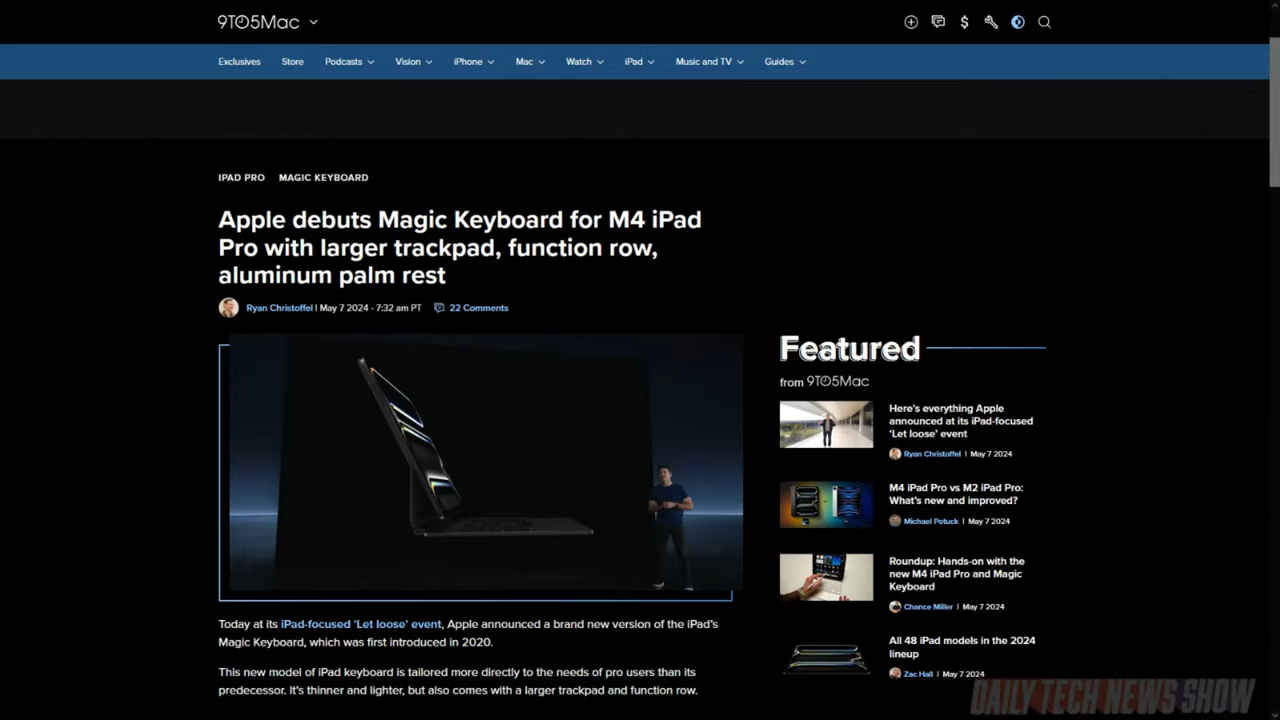 9TO5Mac
Exclusives Store Podcasts Vision iPhone Mac Watch iPad Music and TV Guides
IPAD PRO MAGIC KEYBOARD
Apple debuts Magic Keyboard for M4 iPad
Pro with larger trackpad, function row,
aluminum palm rest
Ryan Christoffel | May 7 2024 - 7:32 am PT 22 Comments
Today at its iPad-focused ‘Let loose’ event, Apple announced a brand new version of the iPad’s
Magic Keyboard, which was first introduced in 2020.
This new model of iPad keyboard is tailored more directly to the needs of pro users than its
predecessor. It’s thinner and lighter, but also comes with a larger trackpad and function row.
Featured
from 9TO5Mac
Here’s everything Apple
announced at its iPad-focused
‘Let loose’ event
Ryan Christoffel | May 7 2024
M4 iPad Pro vs M2 iPad Pro:
What’s new and improved?
Michael Potuck | May 7 2024
Roundup: Hands-on with the
new M4 iPad Pro and Magic
Keyboard
Chance Miller | May 7 2024
All 48 iPad models in the 2024
lineup
Zac Hall | May 7 2024
DAILY TECH NEWS SHOW